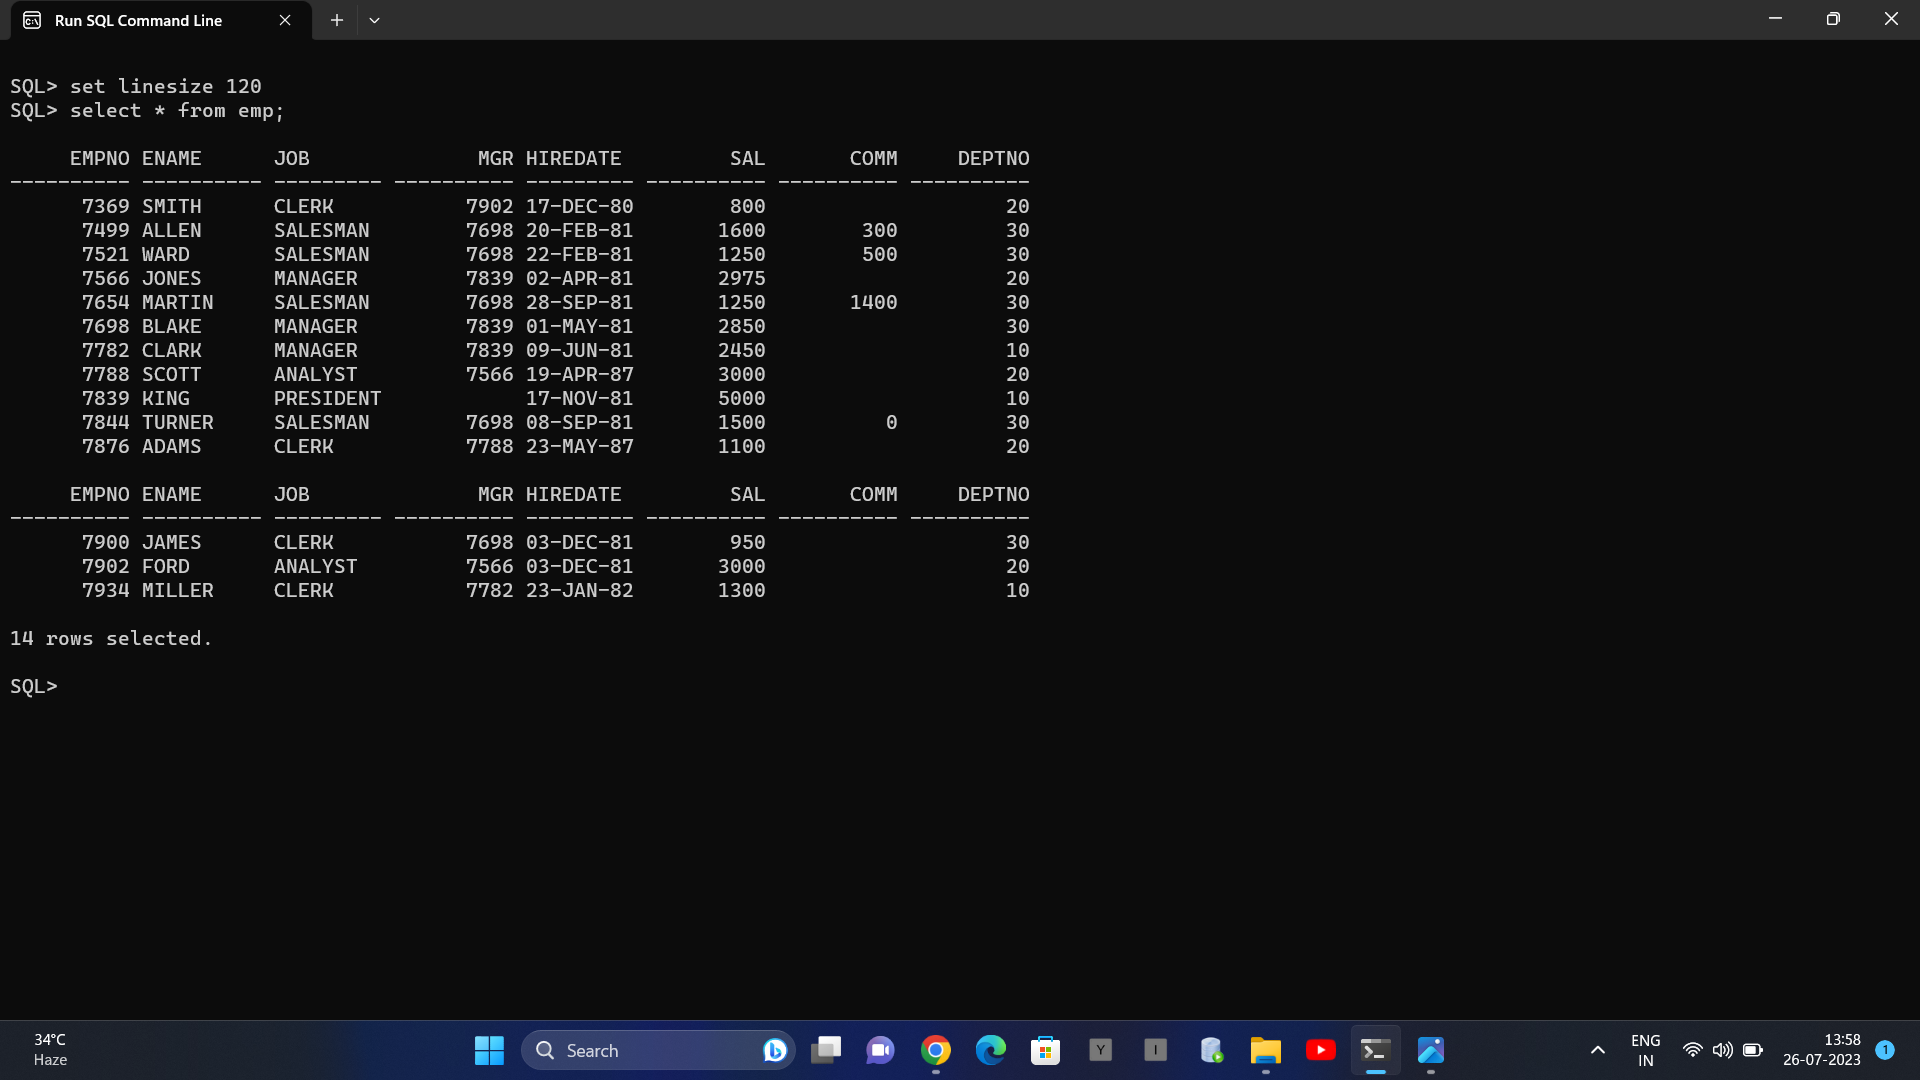 Run SQL Command Line
SQL> set linesize 120
SQL> select * from emp;
     EMPNO ENAME      JOB              MGR HIREDATE         SAL       COMM     DEPTNO
---------- ---------- --------- ---------- --------- ---------- ---------- ----------
      7369 SMITH      CLERK           7902 17-DEC-80        800                    20
      7499 ALLEN      SALESMAN        7698 20-FEB-81       1600        300         30
      7521 WARD       SALESMAN        7698 22-FEB-81       1250        500         30
      7566 JONES      MANAGER         7839 02-APR-81       2975                    20
      7654 MARTIN     SALESMAN        7698 28-SEP-81       1250       1400         30
      7698 BLAKE      MANAGER         7839 01-MAY-81       2850                    30
      7782 CLARK      MANAGER         7839 09-JUN-81       2450                    10
      7788 SCOTT      ANALYST         7566 19-APR-87       3000                    20
      7839 KING       PRESIDENT            17-NOV-81       5000                    10
      7844 TURNER     SALESMAN        7698 08-SEP-81       1500          0         30
      7876 ADAMS      CLERK           7788 23-MAY-87       1100                    20
     EMPNO ENAME      JOB              MGR HIREDATE         SAL       COMM     DEPTNO
---------- ---------- --------- ---------- --------- ---------- ---------- ----------
      7900 JAMES      CLERK           7698 03-DEC-81        950                    30
      7902 FORD       ANALYST         7566 03-DEC-81       3000                    20
      7934 MILLER     CLERK           7782 23-JAN-82       1300                    10
14 rows selected.
SQL>
34°C
Haze
Search
Y
I
ENG
IN
13:58
26-07-2023
1